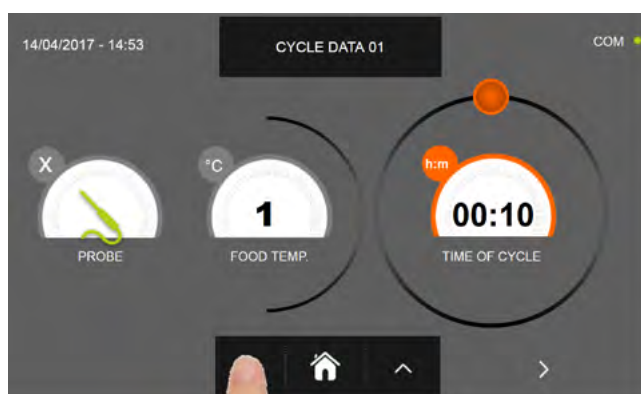 14/04/2017 - 14:53
CYCLE DATA 01
COM
X
°C
h:m
1
00:10
PROBE
FOOD TEMP.
TIME OF CYCLE